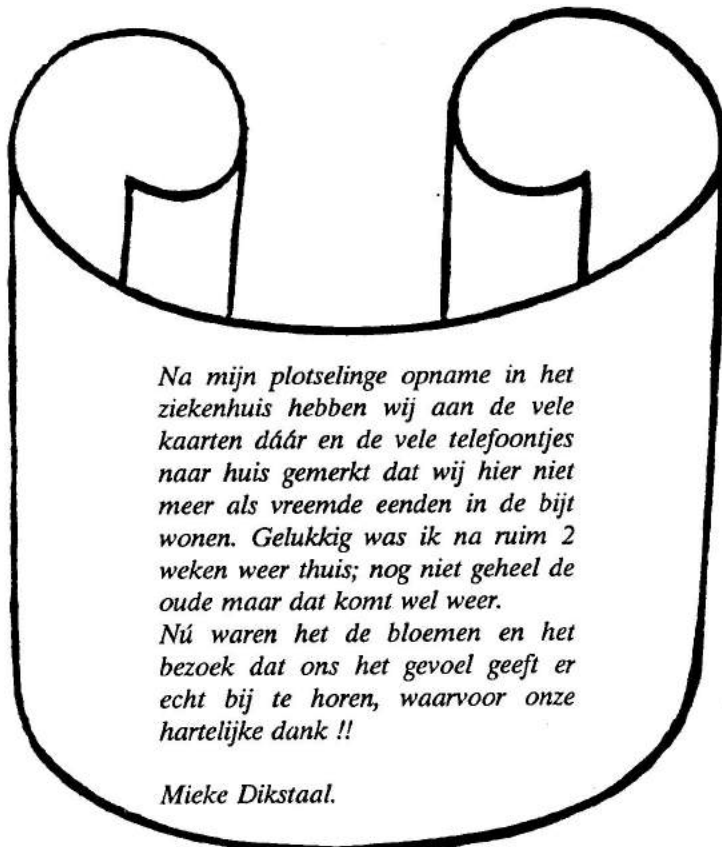 Na mijn plotselinge opname in het
ziekenhuis hebben wij aan de vele
kaarten dáár en de vele telefoontjes
naar huis gemerkt dat wij hier niet
meer als vreemde eenden in de bijt
wonen. Gelukkig was ik na ruim 2
weken weer thuis; nog niet geheel de
oude maar dat komt wel weer.
Nú waren het de bloemen en het
bezoek dat ons het gevoel geeft er
echt bij te horen, waarvoor onze
hartelijke dank !!
Mieke Dikstaal.